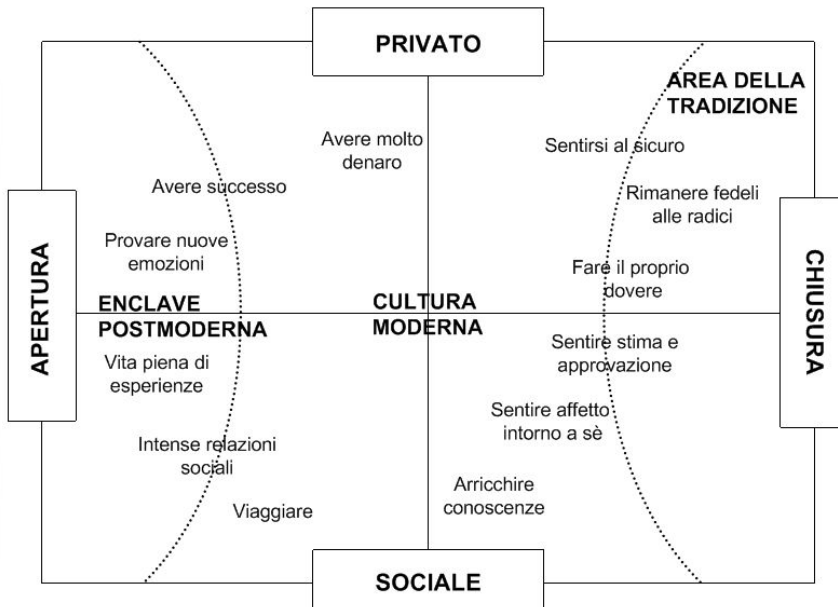 PRIVATO
AREA DELLA
TRADIZIONE
Avere molto
denaro
Sentirsi al sicuro
Avere successo
Rimanere fedeli
alle radici
Provare nuove
emozioni
Fare il proprio
dovere
APERTURA
ENCLAVE
POSTMODERNA
CULTURA
MODERNA
CHIUSURA
Sentire stima e
approvazione
Vita piena di
esperienze
Sentire affetto
intorno a sè
Intense relazioni
sociali
Arricchire
conoscenze
Viaggiare
SOCIALE